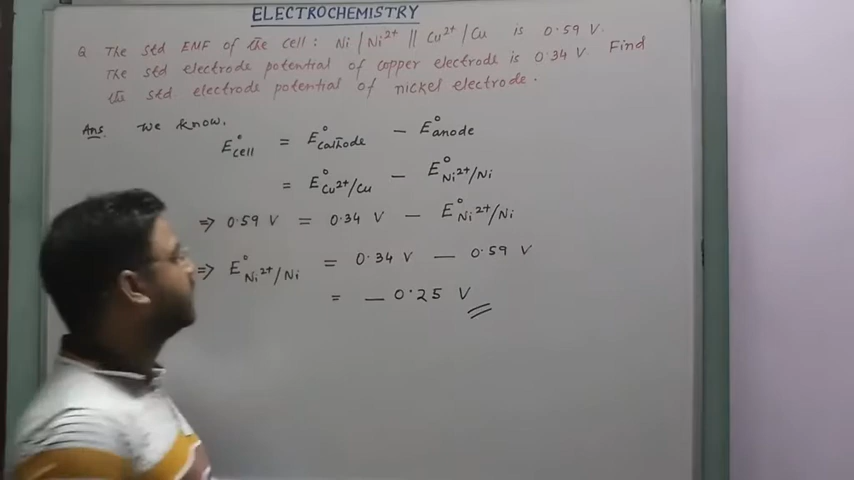 ELECTROCHEMISTRY
Q The std EMF of the cell : Ni / Ni²⁺ || Cu²⁺ / Cu is 0.59 V.
The std electrode potential of copper electrode is 0.34 V. Find
the std electrode potential of nickel electrode.
Ans. We know,
E°cell = E°cathode − E°anode
= E°Cu²⁺/Cu − E°Ni²⁺/Ni
⇒ 0.59 V = 0.34 V − E°Ni²⁺/Ni
⇒ E°Ni²⁺/Ni = 0.34 V − 0.59 V
= − 0.25 V